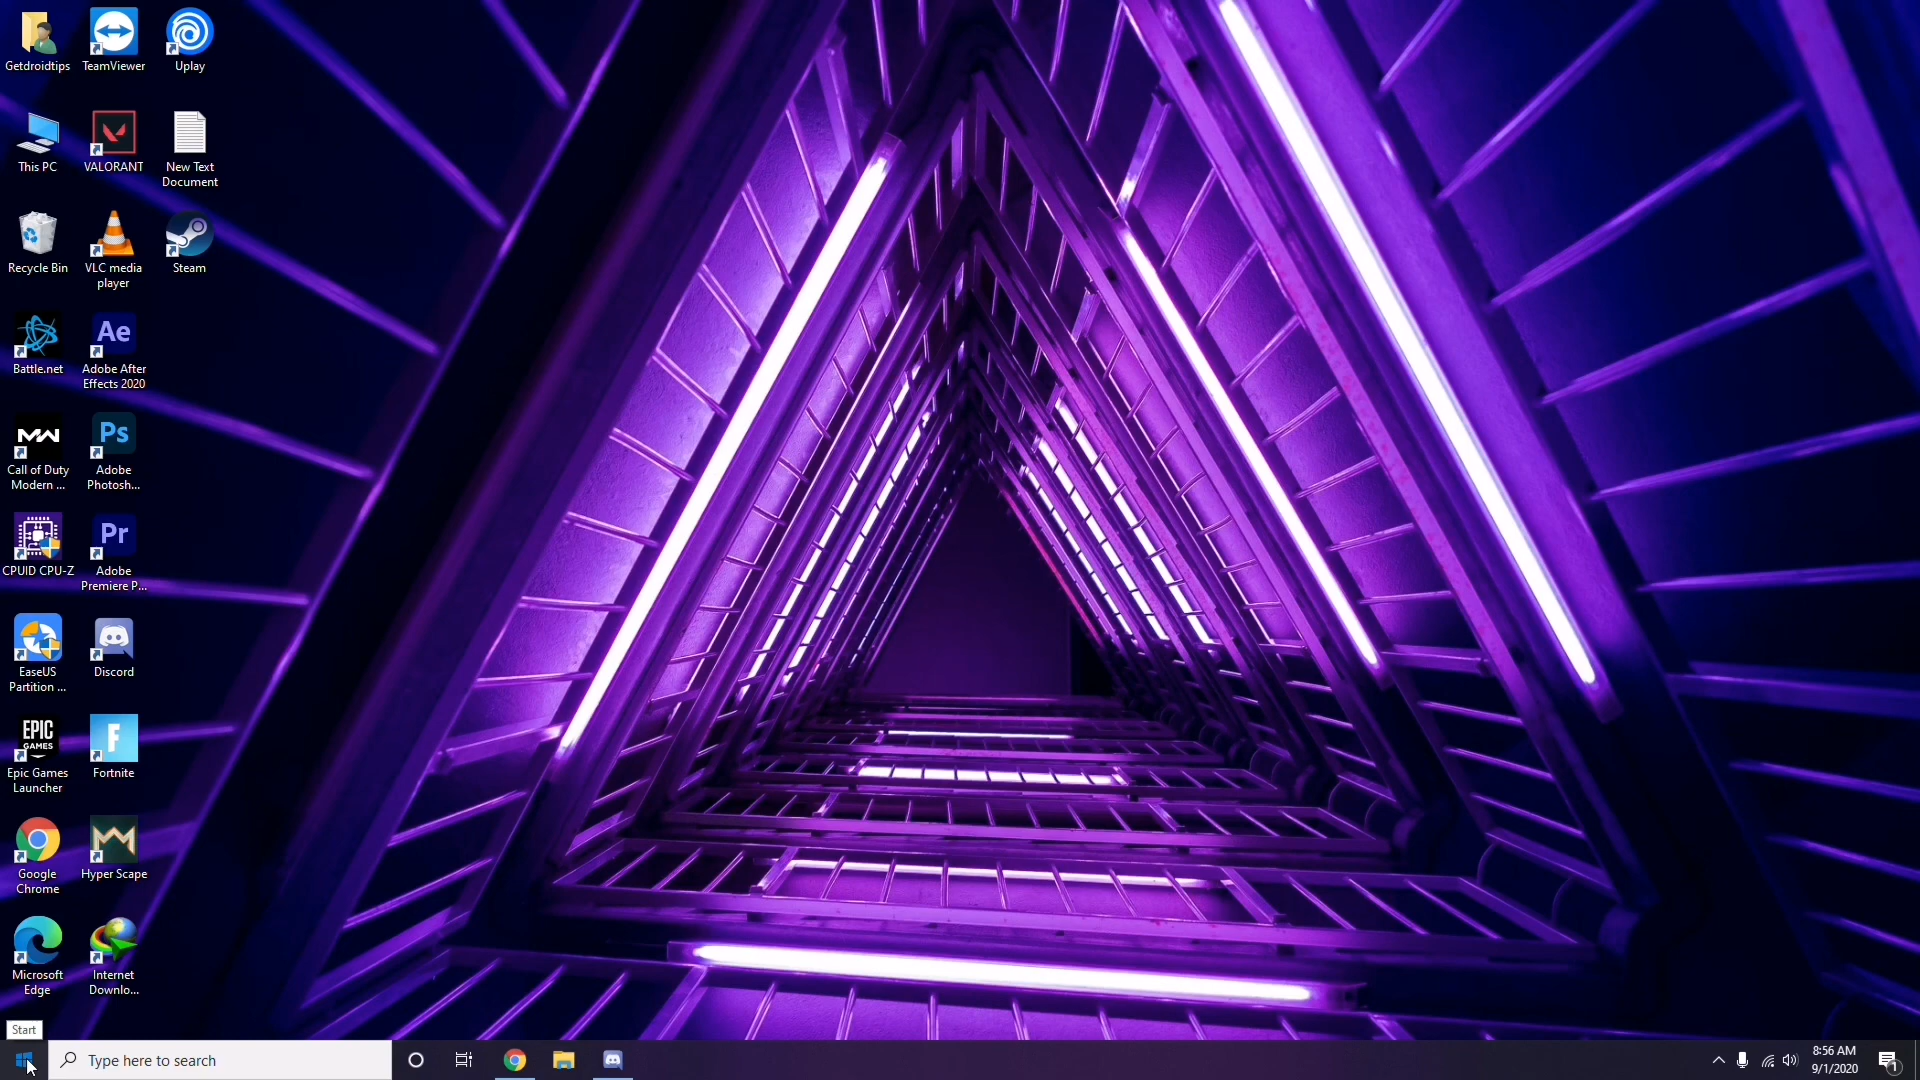 Getdroidtips
TeamViewer
Uplay
This PC
VALORANT
New Text
Document
Recycle Bin
VLC media
player
Steam
Battle.net
Ae
Adobe After
Effects 2020
MW
Call of Duty
Modern ...
Ps
Adobe
Photosh...
CPUID CPU-Z
Pr
Adobe
Premiere P...
EaseUS
Partition ...
Discord
EPIC
GAMES
Epic Games
Launcher
F
Fortnite
Google
Chrome
Hyper Scape
Microsoft
Edge
Internet
Downlo...
Start
Type here to search
8:56 AM
9/1/2020
1